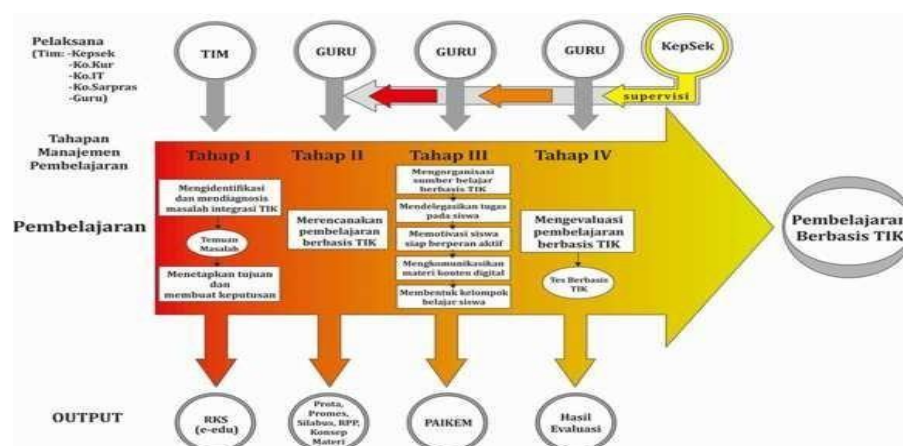 Pelaksana
(Tim: -Kepsek
-Ko.Kur
-Ko.IT
-Ko.Sarpras
-Guru)
TIM
GURU
GURU
GURU
KepSek
supervisi
Tahapan
Manajemen
Pembelajaran
Tahap I
Tahap II
Tahap III
Tahap IV
Pembelajaran
Mengidentifikasi
dan mendiagnosis
masalah integrasi TIK
Temuan
Masalah
Menetapkan tujuan
dan
membuat keputusan
Merencanakan
pembelajaran
berbasis TIK
Mengorganisasi
sumber belajar
berbasis TIK
Mendelegasikan tugas
pada siswa
Memotivasi siswa
siap berperan aktif
Mengkomunikasikan
materi konten digital
Membentuk kelompok
belajar siswa
Mengevaluasi
pembelajaran
berbasis TIK
Tes Berbasis
TIK
Pembelajaran
Berbasis TIK
OUTPUT
RKS
(e-edu)
Prota,
Promes,
Silabus, RPP,
Konsep
Materi
PAIKEM
Hasil
Evaluasi